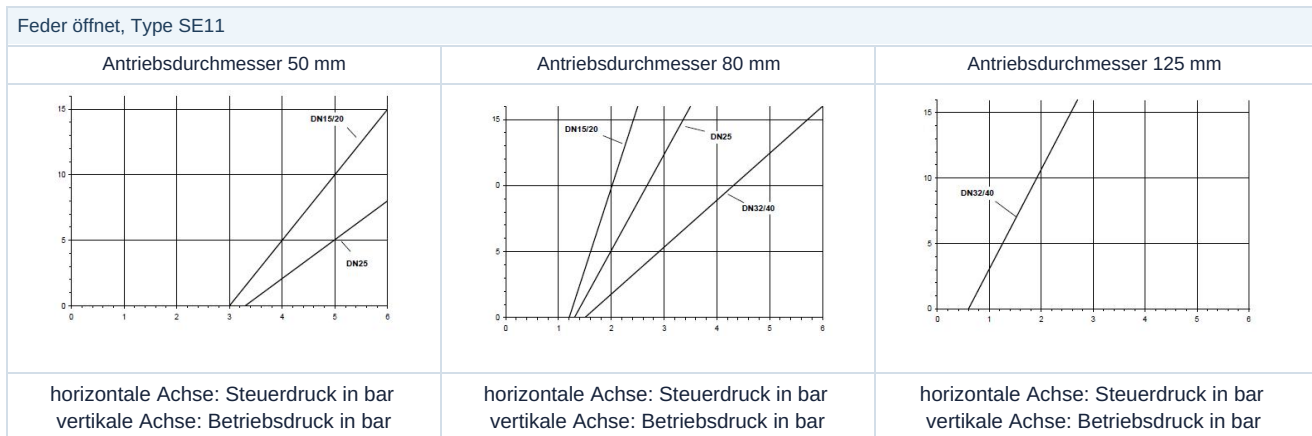 Feder öffnet, Type SE11
Antriebsdurchmesser 50 mm
Antriebsdurchmesser 80 mm
Antriebsdurchmesser 125 mm
15
10
5
0
0 1 2 3 4 5 6
DN15/20
DN25
15
0
5
0
0 1 2 3 4 5 6
DN15/20
DN25
DN32/40
15
10
5
0
0 1 2 3 4 5 6
DN32/40
horizontale Achse: Steuerdruck in bar
vertikale Achse: Betriebsdruck in bar
horizontale Achse: Steuerdruck in bar
vertikale Achse: Betriebsdruck in bar
horizontale Achse: Steuerdruck in bar
vertikale Achse: Betriebsdruck in bar